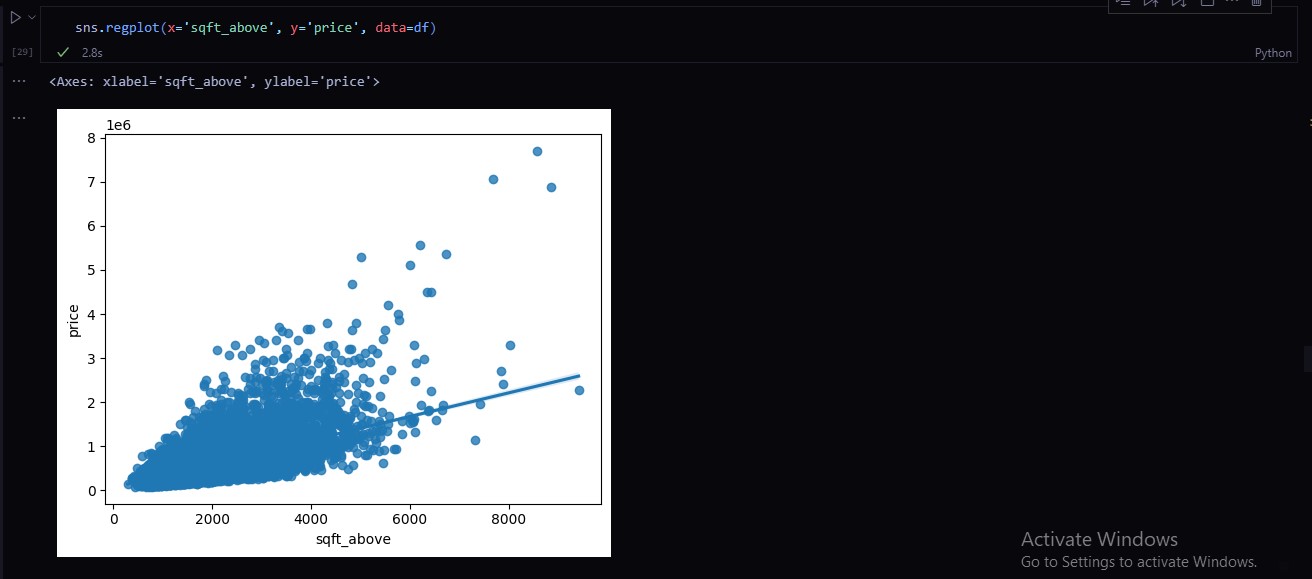 sns.regplot(x='sqft_above', y='price', data=df)
[29]
2.8s
Python
<Axes: xlabel='sqft_above', ylabel='price'>
1e6
8
7
6
5
4
3
2
1
0
price
0 2000 4000 6000 8000
sqft_above
Activate Windows
Go to Settings to activate Windows.